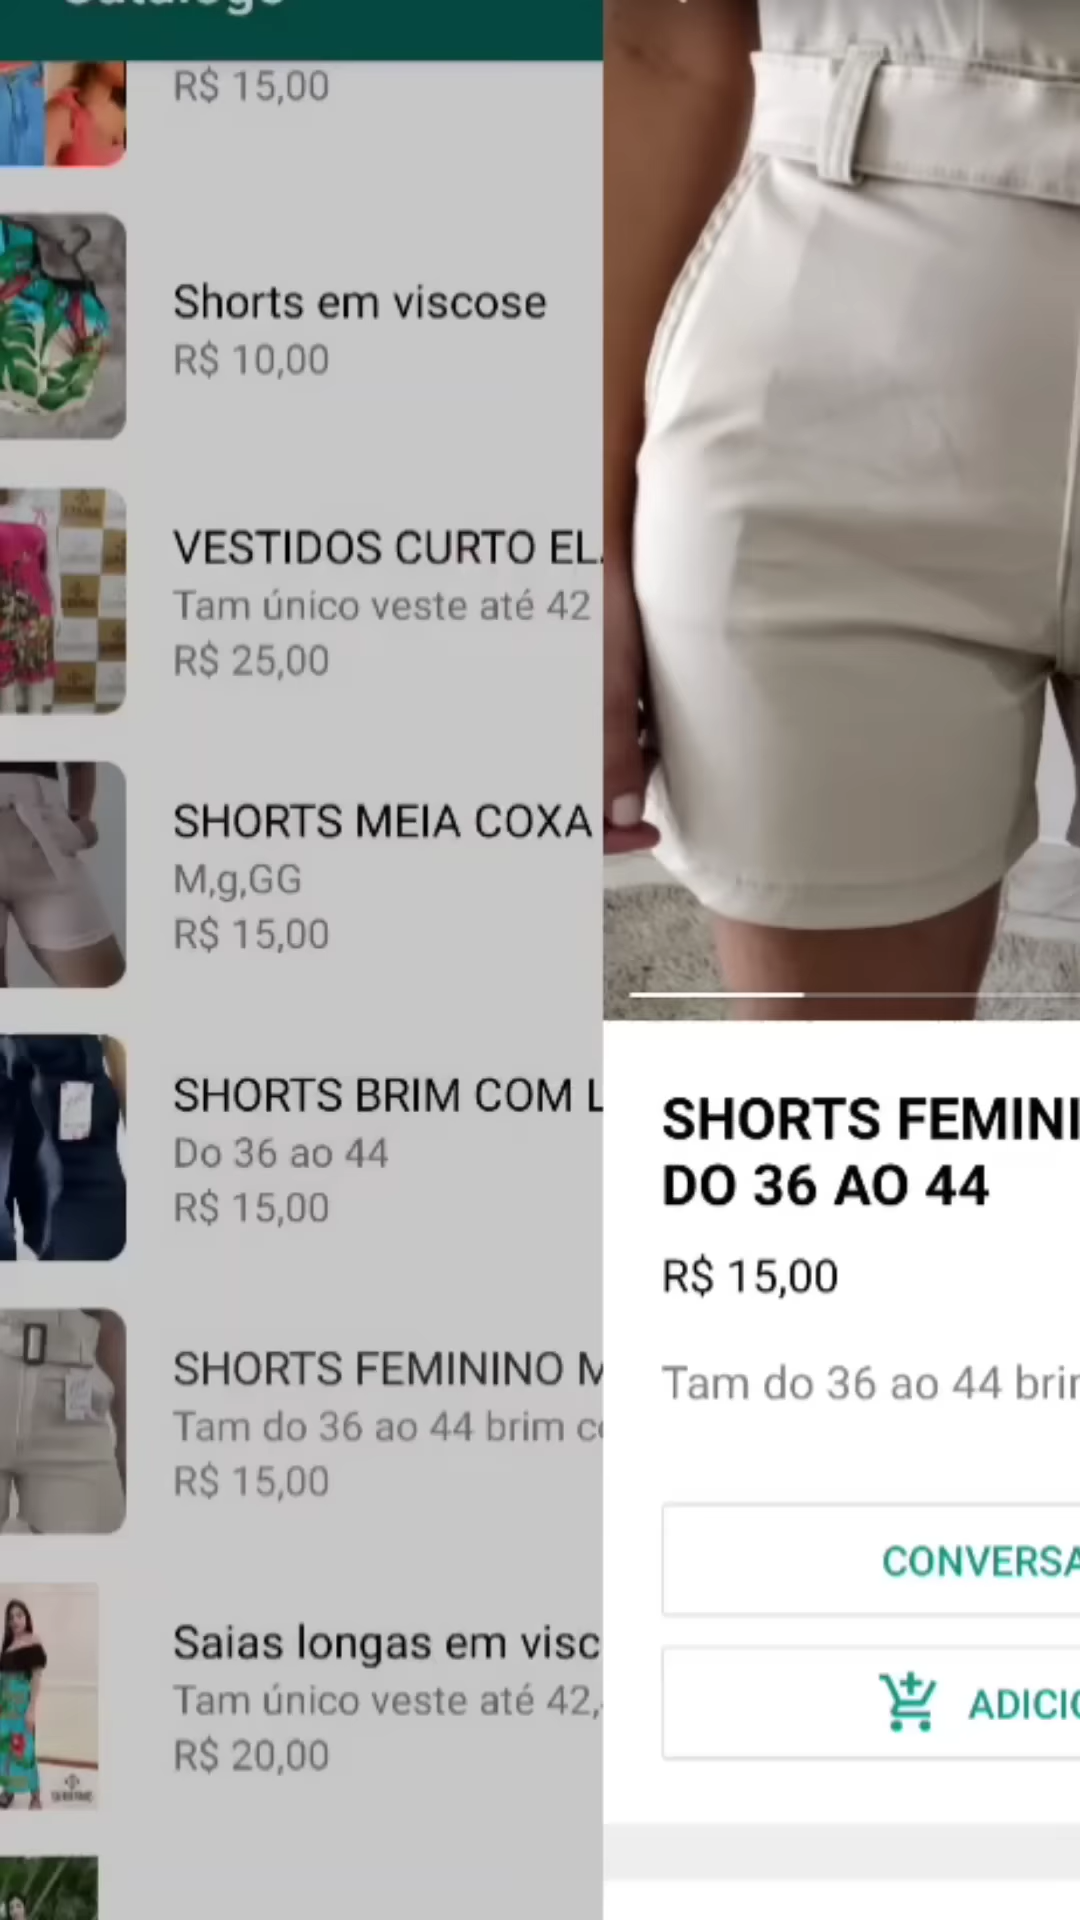 Catálogo
R$ 15,00
Shorts em viscose
R$ 10,00
VESTIDOS CURTO EL
Tam único veste até 42
R$ 25,00
SHORTS MEIA COXA
M,g,GG
R$ 15,00
SHORTS BRIM COM L
Do 36 ao 44
R$ 15,00
SHORTS FEMININO M
Tam do 36 ao 44 brim c
R$ 15,00
Saias longas em visc
Tam único veste até 42,
R$ 20,00
SHORTS FEMINI
DO 36 AO 44
R$ 15,00
Tam do 36 ao 44 brim
CONVERSA
ADICIO